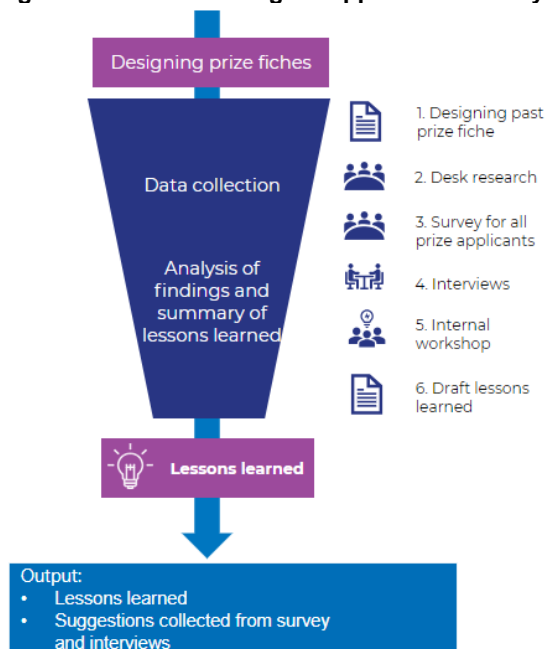 Designing prize fiches
Data collection
Analysis of
findings and
summary of
lessons learned
1. Designing past
prize fiche
2. Desk research
3. Survey for all
prize applicants
4. Interviews
5. Internal
workshop
6. Draft lessons
learned
Lessons learned
Output:
• Lessons learned
• Suggestions collected from survey
and interviews